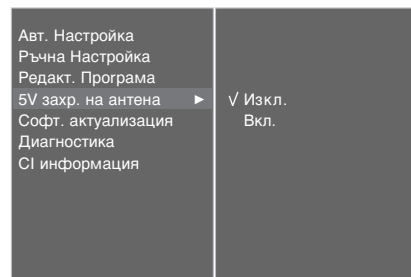 Авт. Настройка
Ръчна Настройка
Редакт. Програма
5V захр. на антена ► √ Изкл.
Софт. актуализация Вкл.
Диагностика
CI информация